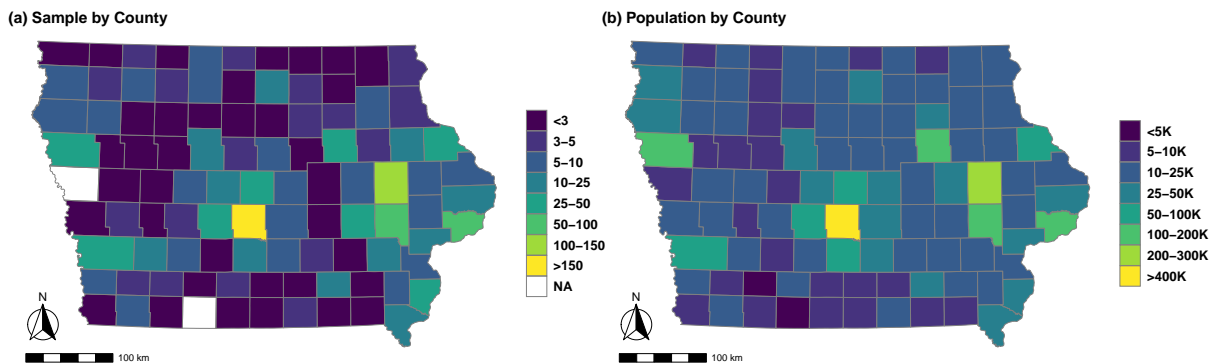 (a) Sample by County
<3
3–5
5–10
10–25
25–50
50–100
100–150
>150
NA
N
100 km
(b) Population by County
<5K
5–10K
10–25K
25–50K
50–100K
100–200K
200–300K
>400K
N
100 km